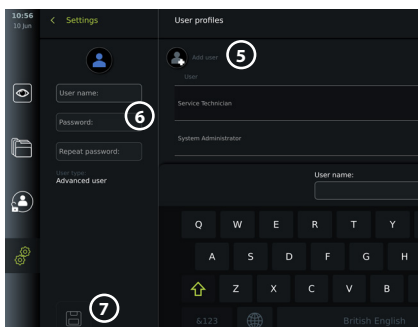 10:56
10 Jun
Settings
User profiles
5
Add user
User
User name:
6
Password:
Service Technician
Repeat password:
System Administrator
User type:
Advanced user
User name:
Q W E R T Y
A S D F G H
Z X C V B
7
&123
British English